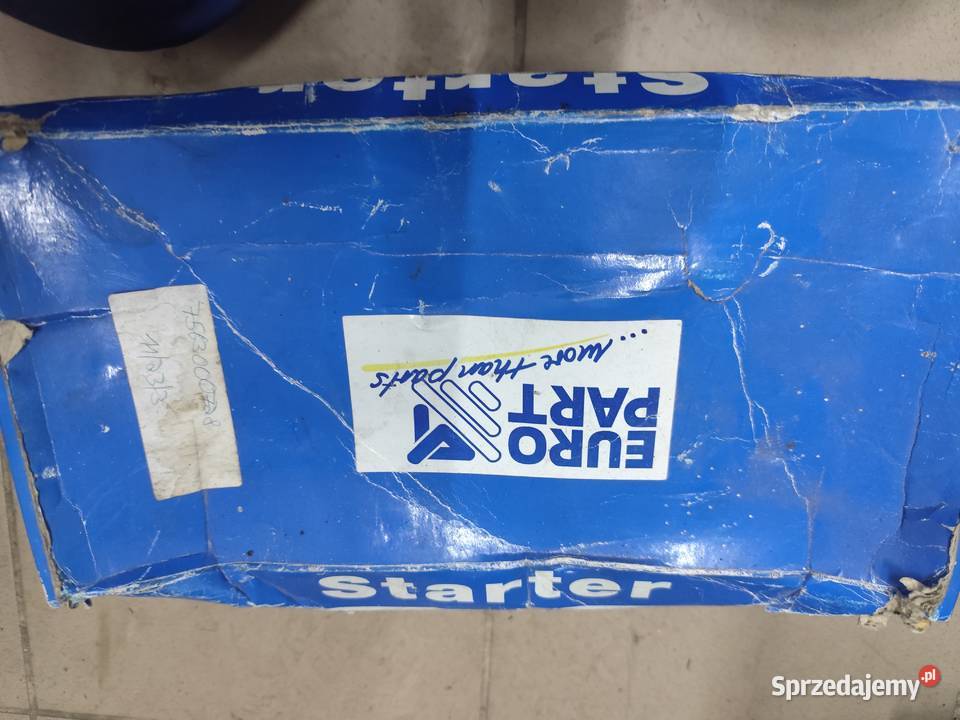 Starter
EURO
PART
... more than parts
Starter
Sprzedajemy.pl